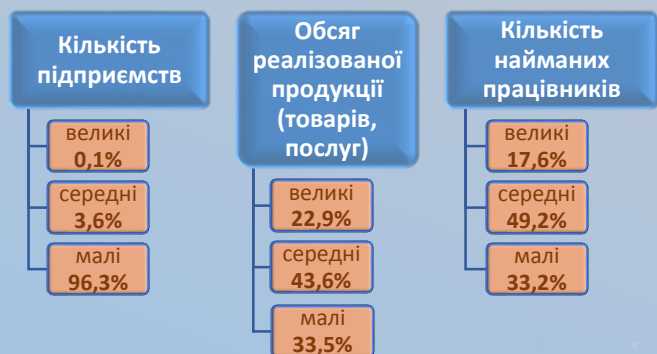 Кількість
підприємств
великі
0,1%
середні
3,6%
малі
96,3%
Обсяг
реалізованої
продукції
(товарів,
послуг)
великі
22,9%
середні
43,6%
малі
33,5%
Кількість
найманих
працівників
великі
17,6%
середні
49,2%
малі
33,2%